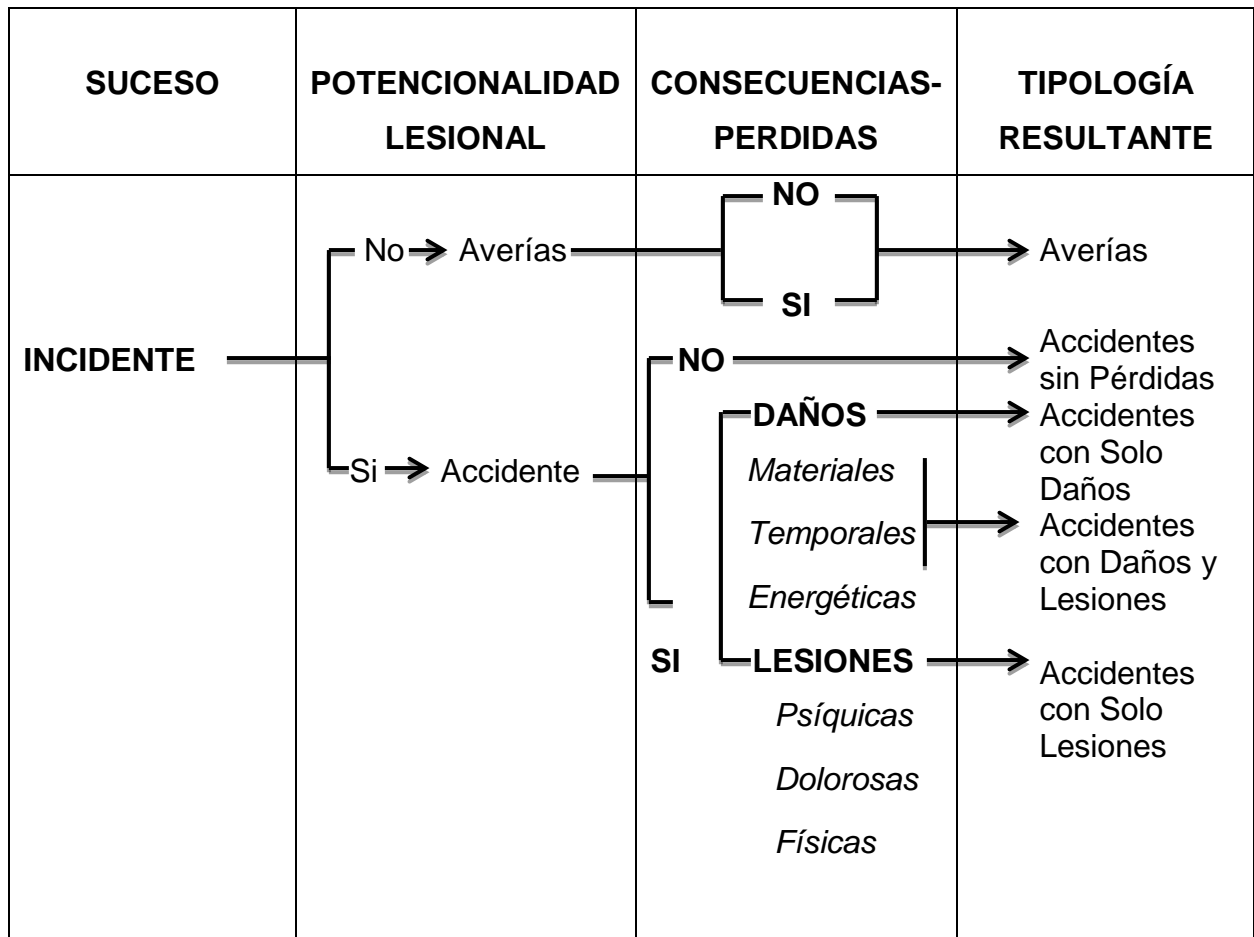 SUCESO
POTENCIONALIDAD
LESIONAL
CONSECUENCIAS-
PERDIDAS
TIPOLOGÍA
RESULTANTE
NO
No
Averías
Averías
SI
INCIDENTE
NO
Accidentes
sin Pérdidas
DAÑOS
Accidentes
con Solo
Daños
Si
Accidente
Materiales
Temporales
Accidentes
con Daños y
Lesiones
Energéticas
SI
LESIONES
Accidentes
con Solo
Lesiones
Psíquicas
Dolorosas
Físicas